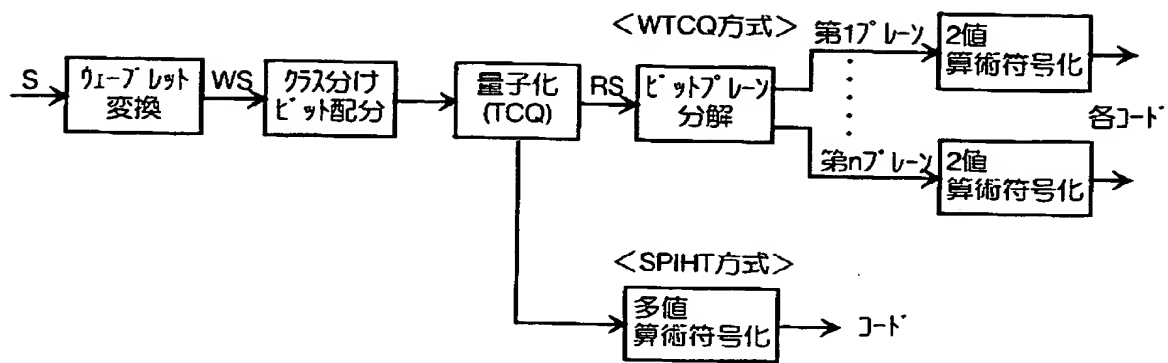 <WTCQ方式>
第1プレーン
2値
算術符号化
S
ウェーブレット
変換
WS
クラス分け
ビット配分
量子化
(TCQ)
RS
ビットプレーン
分解
各コード
第nプレーン
2値
算術符号化
<SPIHT方式>
多値
算術符号化
コード